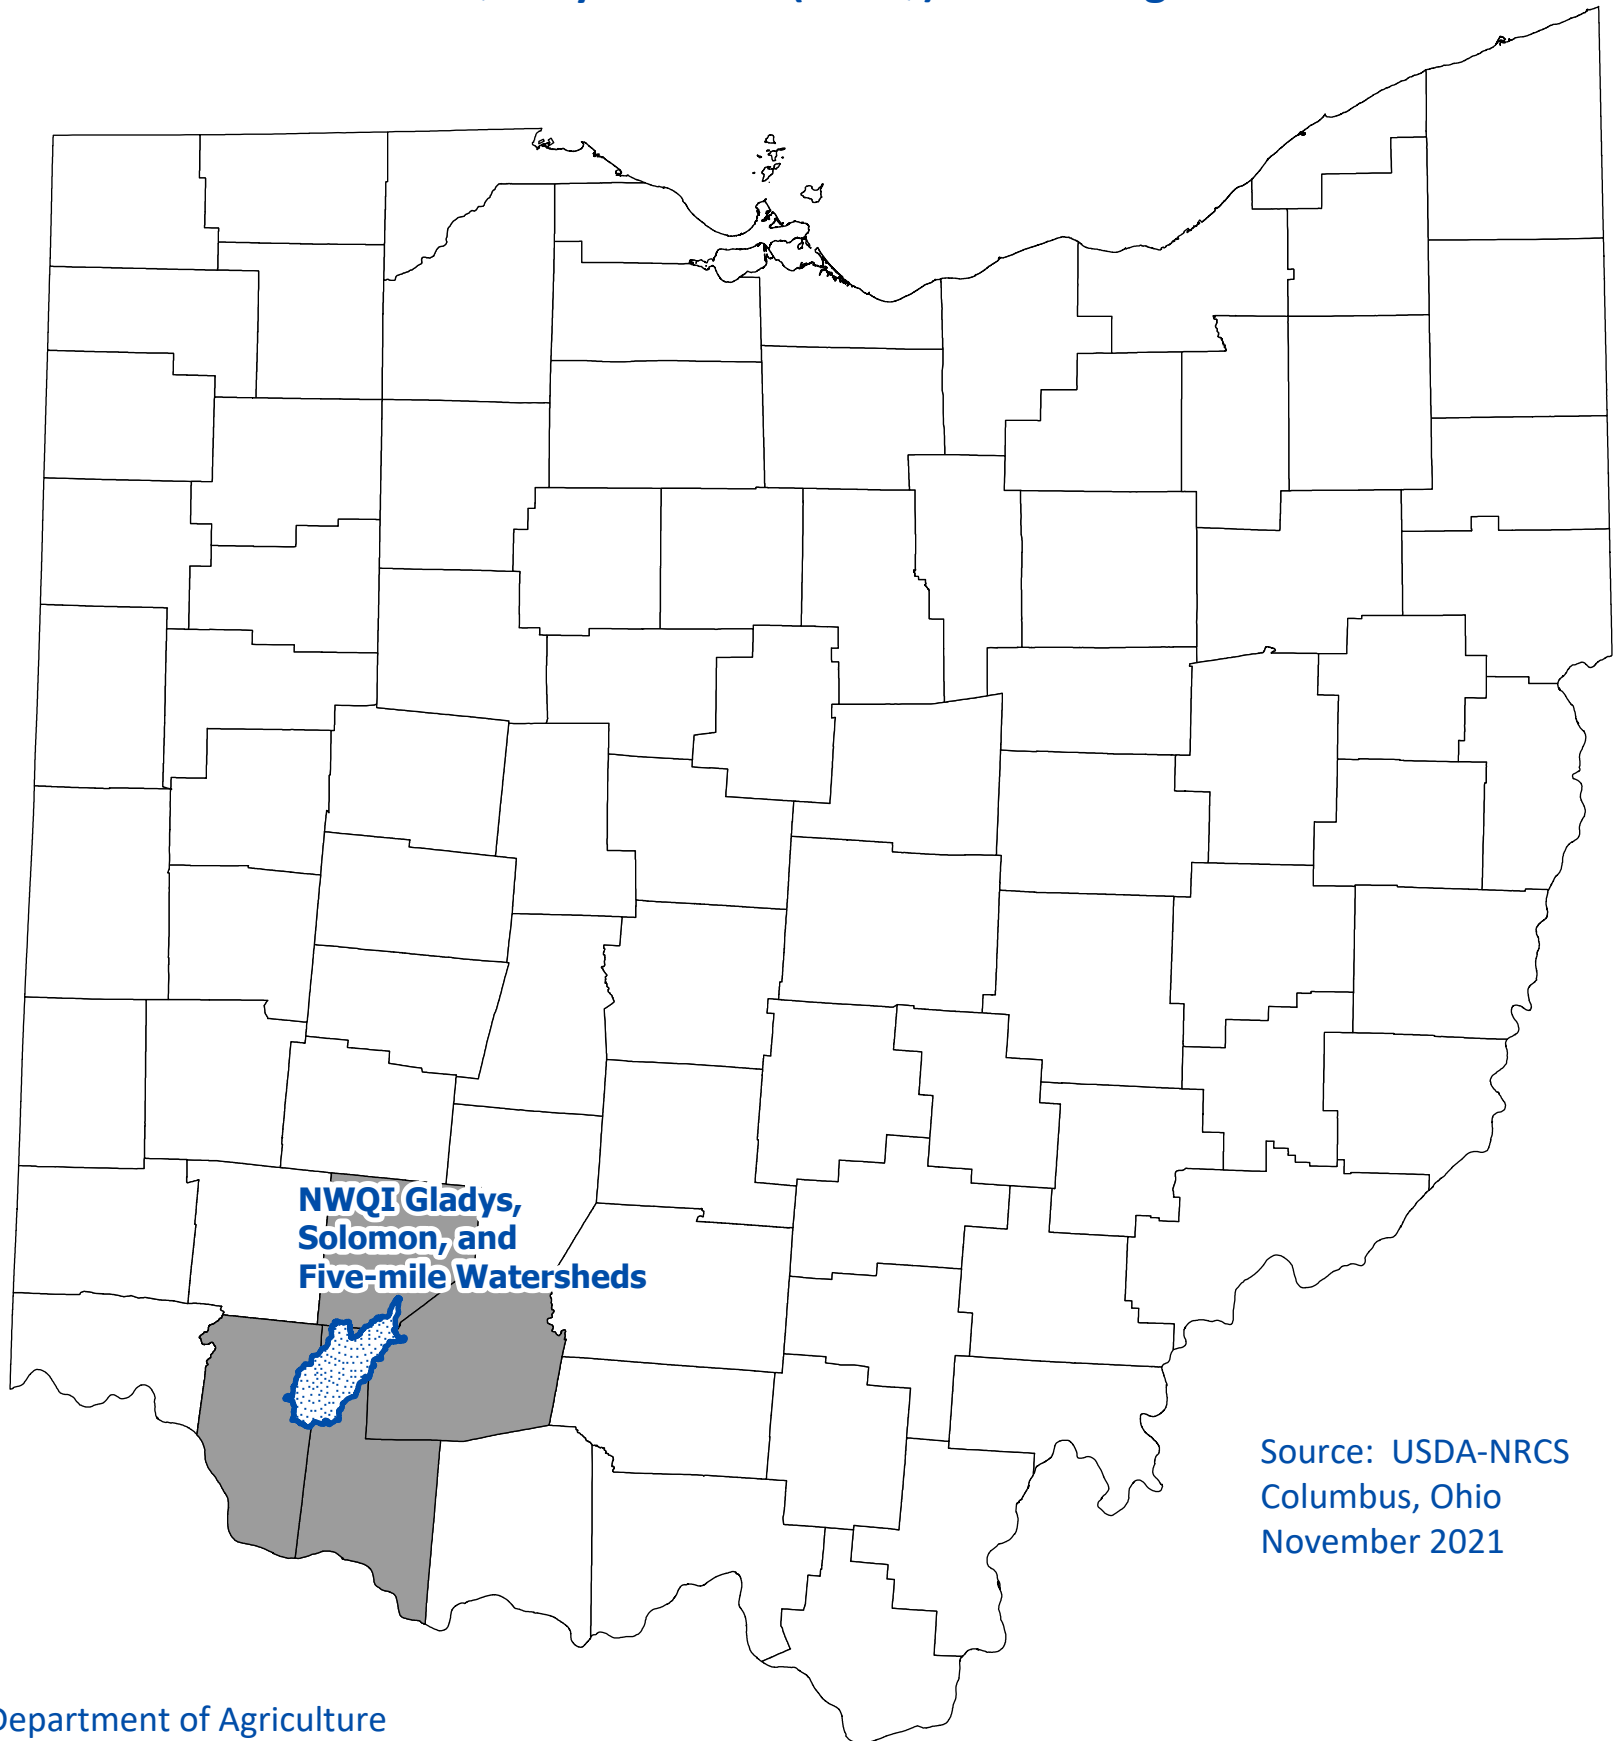 NWQI Gladys,
Solomon, and
Five-mile Watersheds
Source: USDA-NRCS
Columbus, Ohio
November 2021
Department of Agriculture